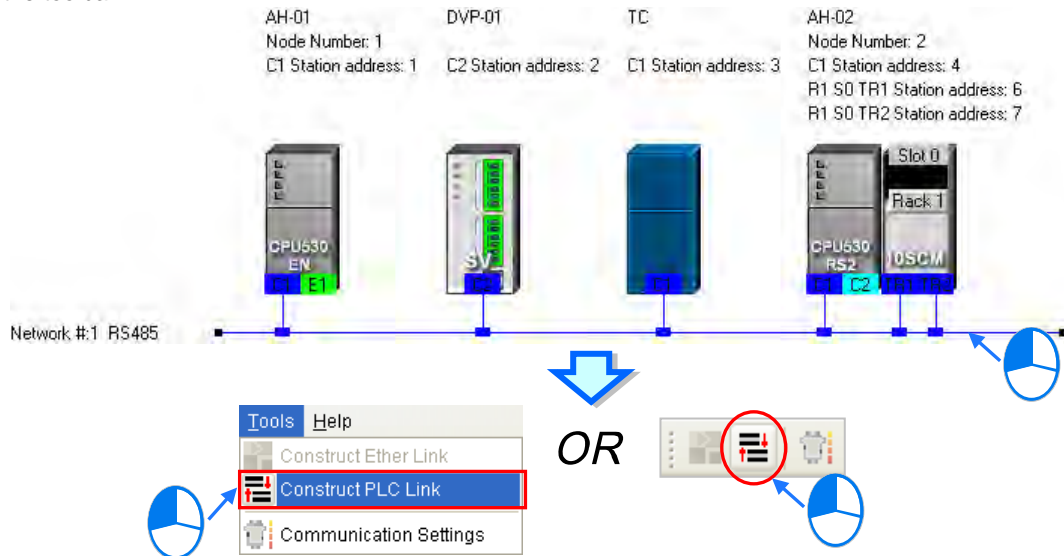 AH-01
Node Number: 1
C1 Station address: 1
DVP-01
C2 Station address: 2
TC
C1 Station address: 3
AH-02
Node Number: 2
C1 Station address: 4
R1 S0 TR1 Station address: 6
R1 S0 TR2 Station address: 7
CPU530
EN
C1 E1
SV
C2
C1
CPU530
RS2
C1 C2
Slot 0
Rack 1
10SCM
TR1 TR2
Network #:1 RS485
Tools Help
Construct Ether Link
Construct PLC Link
Communication Settings
OR